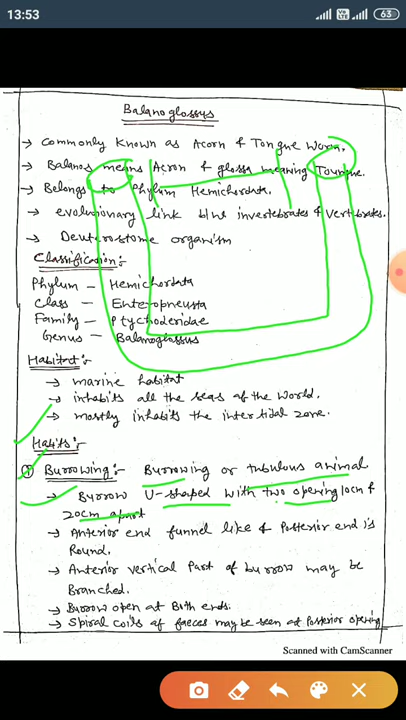 13:53
63
Balanoglossus
→ Commonly known as Acorn & Tongue Worm.
→ Balanos means Acron & glossa meaning Tounque.
→ Belongs to Phylum Hemichordata.
→ evoluionary link b/w invertebrates & vertebrates.
→ Deuterostome organism
Classification:-
Phylum – Hemichordata
Class – Enteropneusta
Family – Ptychoderidae
Genus – Balanoglossus
Habitat:-
→ marine habitat
→ inhabits all the seas of the world.
→ mostly inhabits the intertidal zone.
Habits:-
① Burrowing:- Burrowing or tubulous animal
→ Burrow U-shaped with two opening 10cm &
20cm apart
→ Anterior end funnel like & Posterior end is
Round.
→ Anterior vertical Part of burrow may be
Branched.
→ Burrow open at Both ends.
→ Spiral coils of faeces may be seen at Posterior opening
Scanned with CamScanner